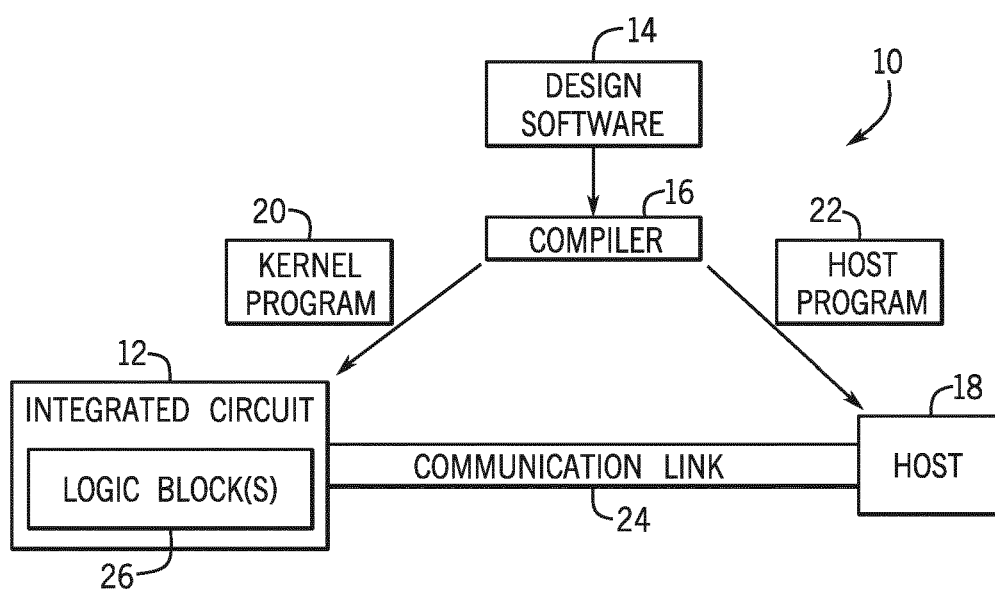 14
DESIGN
SOFTWARE
10
16
COMPILER
20
KERNEL
PROGRAM
22
HOST
PROGRAM
12
INTEGRATED CIRCUIT
LOGIC BLOCK(S)
26
COMMUNICATION LINK
24
18
HOST